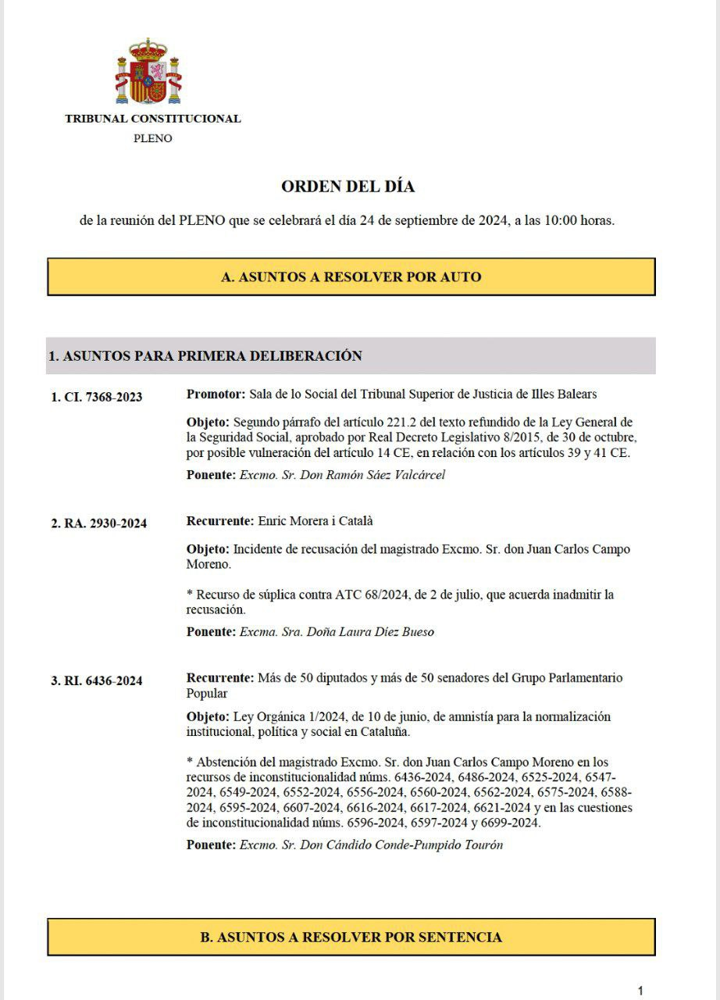 TRIBUNAL CONSTITUCIONAL
PLENO
ORDEN DEL DÍA
de la reunión del PLENO que se celebrará el día 24 de septiembre de 2024, a las 10:00 horas.
A. ASUNTOS A RESOLVER POR AUTO
1. ASUNTOS PARA PRIMERA DELIBERACIÓN
1. CI. 7368-2023
Promotor: Sala de lo Social del Tribunal Superior de Justicia de Illes Balears
Objeto: Segundo párrafo del artículo 221.2 del texto refundido de la Ley General de
la Seguridad Social, aprobado por Real Decreto Legislativo 8/2015, de 30 de octubre,
por posible vulneración del artículo 14 CE, en relación con los artículos 39 y 41 CE.
Ponente: Excmo. Sr. Don Ramón Sáez Valcárcel
2. RA. 2930-2024
Recurrente: Enric Morera i Català
Objeto: Incidente de recusación del magistrado Excmo. Sr. don Juan Carlos Campo
Moreno.
* Recurso de súplica contra ATC 68/2024, de 2 de julio, que acuerda inadmitir la
recusación.
Ponente: Excma. Sra. Doña Laura Díez Bueso
3. RI. 6436-2024
Recurrente: Más de 50 diputados y más de 50 senadores del Grupo Parlamentario
Popular
Objeto: Ley Orgánica 1/2024, de 10 de junio, de amnistía para la normalización
institucional, política y social en Cataluña.
* Abstención del magistrado Excmo. Sr. don Juan Carlos Campo Moreno en los
recursos de inconstitucionalidad núms. 6436-2024, 6486-2024, 6525-2024, 6547-
2024, 6549-2024, 6552-2024, 6556-2024, 6560-2024, 6562-2024, 6575-2024, 6588-
2024, 6595-2024, 6607-2024, 6616-2024, 6617-2024, 6621-2024 y en las cuestiones
de inconstitucionalidad núms. 6596-2024, 6597-2024 y 6699-2024.
Ponente: Excmo. Sr. Don Cándido Conde-Pumpido Tourón
B. ASUNTOS A RESOLVER POR SENTENCIA
1